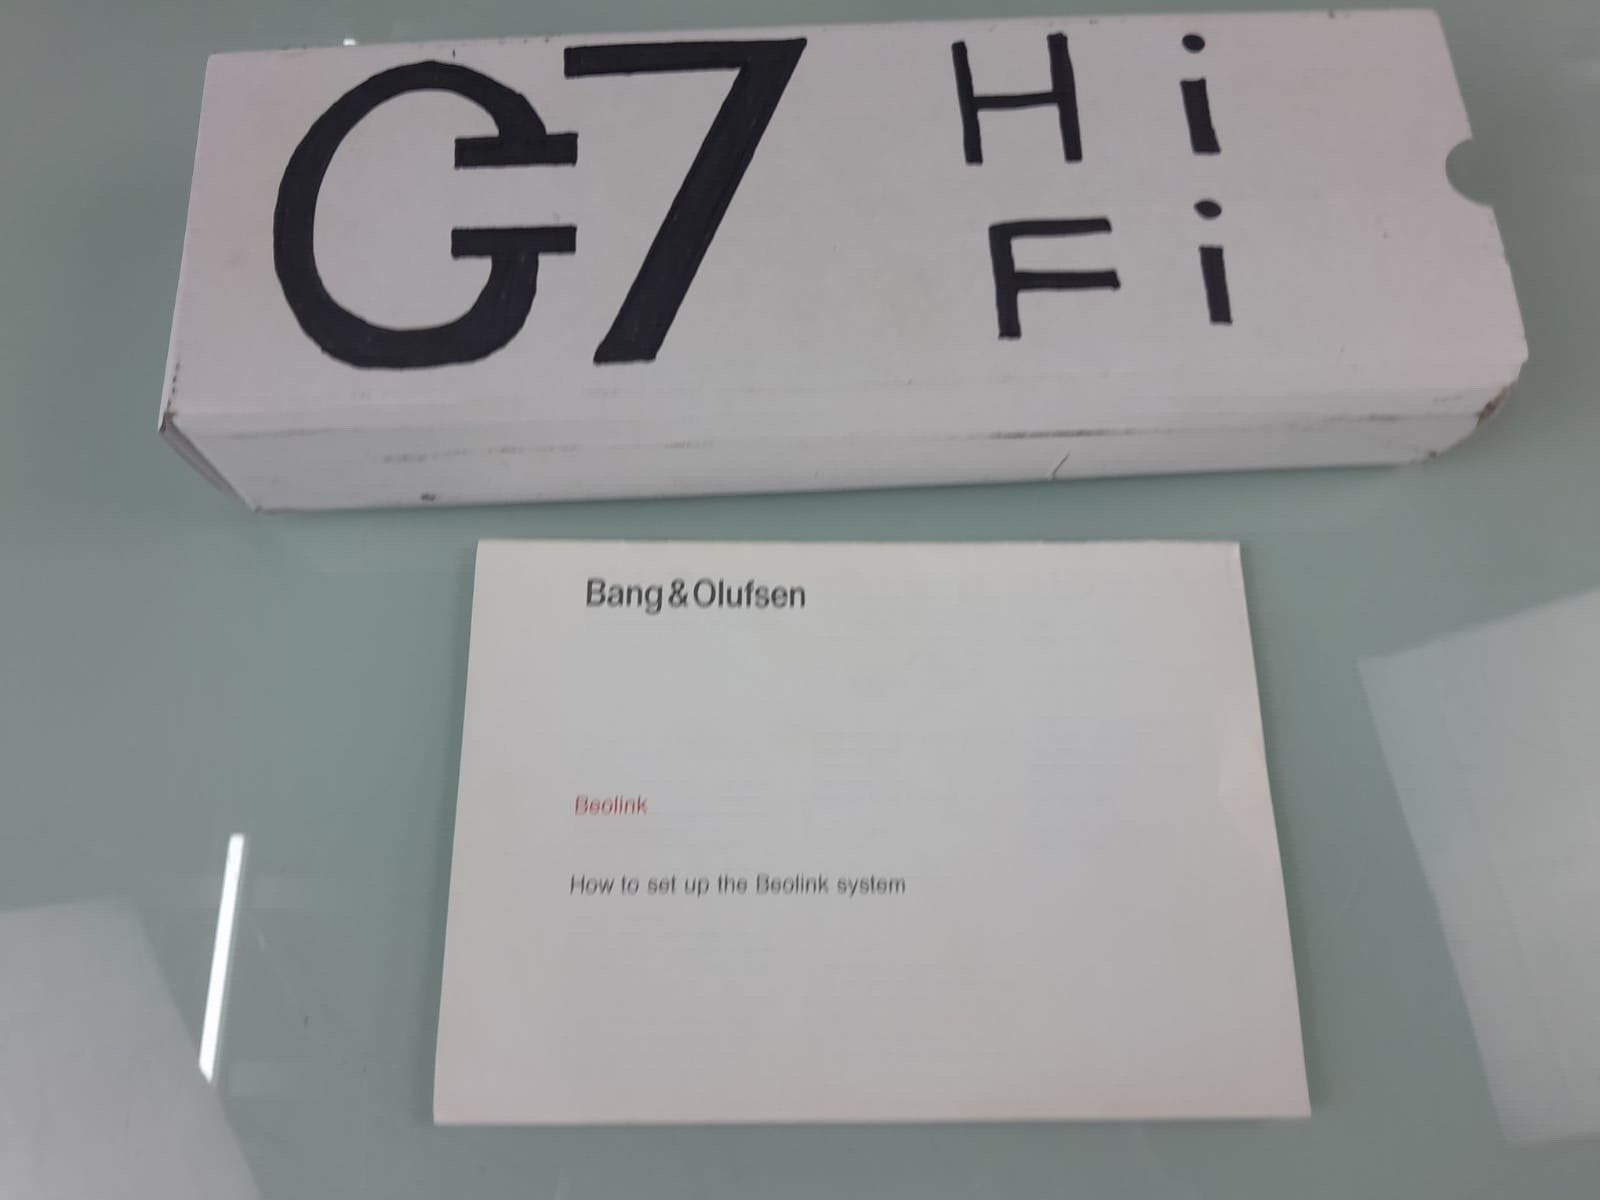 G7 Hi
Fi
Bang & Olufsen
Beolink
How to set up the Beolink system